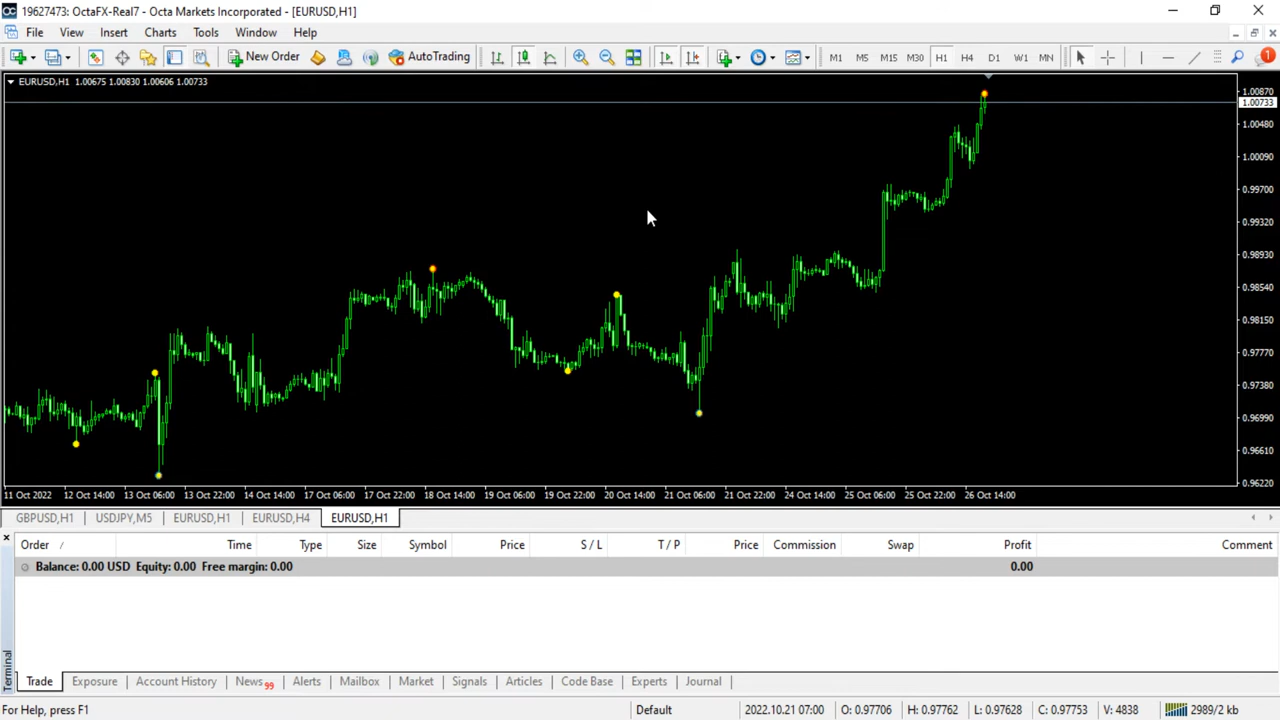 19627473: OctaFX-Real7 - Octa Markets Incorporated - [EURUSD,H1]
File View Insert Charts Tools Window Help
New Order AutoTrading M1 M5 M15 M30 H1 H4 D1 W1 MN 1
EURUSD,H1 1.00675 1.00830 1.00606 1.00733
1.00870
1.00733
1.00480
1.00090
0.99700
0.99320
0.98930
0.98540
0.98150
0.97770
0.97380
0.96990
0.96610
0.96220
11 Oct 2022 12 Oct 14:00 13 Oct 06:00 13 Oct 22:00 14 Oct 14:00 17 Oct 06:00 17 Oct 22:00 18 Oct 14:00 19 Oct 06:00 19 Oct 22:00 20 Oct 14:00 21 Oct 06:00 21 Oct 22:00 24 Oct 14:00 25 Oct 06:00 25 Oct 22:00 26 Oct 14:00
GBPUSD,H1 USDJPY,M5 EURUSD,H1 EURUSD,H4 EURUSD,H1
Order / Time Type Size Symbol Price S / L T / P Price Commission Swap Profit Comment
Balance: 0.00 USD Equity: 0.00 Free margin: 0.00 0.00
Terminal
Trade Exposure Account History News 99 Alerts Mailbox Market Signals Articles Code Base Experts Journal
For Help, press F1 Default 2022.10.21 07:00 O: 0.97706 H: 0.97762 L: 0.97628 C: 0.97753 V: 4838 2989/2 kb